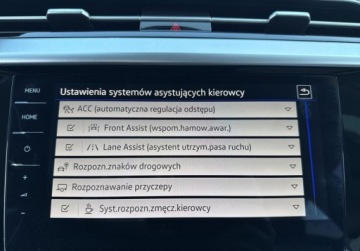 Ustawienia systemów asystujących kierowcy
MENU
ACC (automatyczna regulacja odstępu)
HOME
Front Assist (wspom.hamow.awar.)
Lane Assist (asystent utrzym.pasa ruchu)
Rozpozn.znaków drogowych
Rozpoznawanie przyczepy
Syst.rozpozn.zmęcz.kierowcy